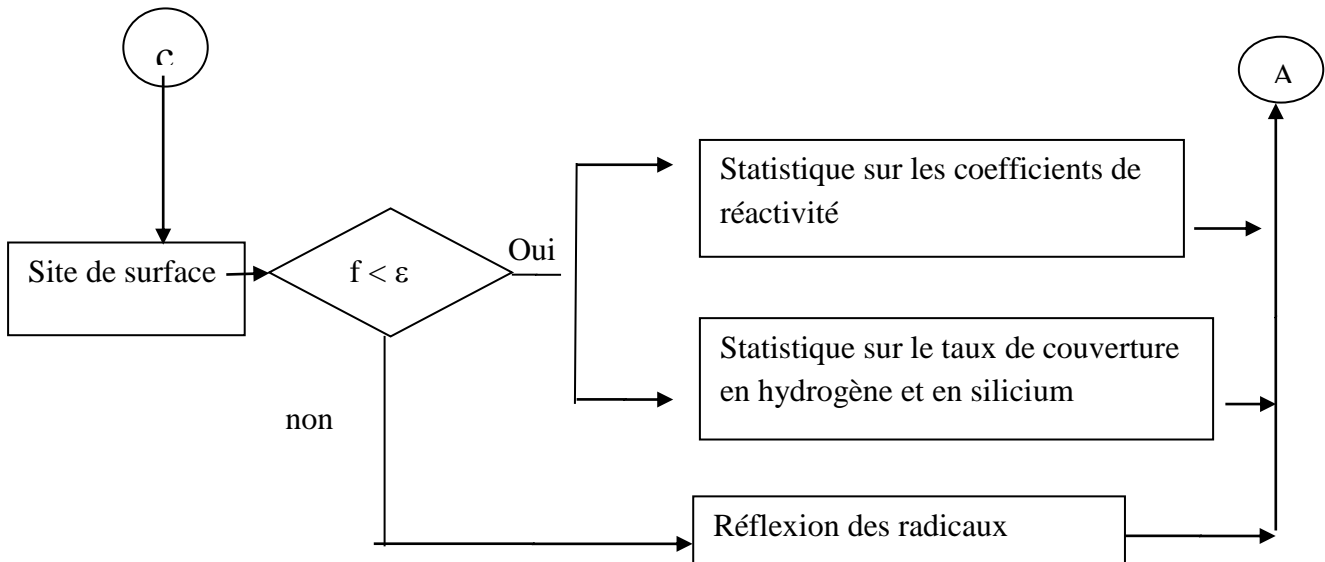 C
A
Statistique sur les coefficients de
réactivité
Oui
Site de surface
f < ε
Statistique sur le taux de couverture
en hydrogène et en silicium
non
Réflexion des radicaux